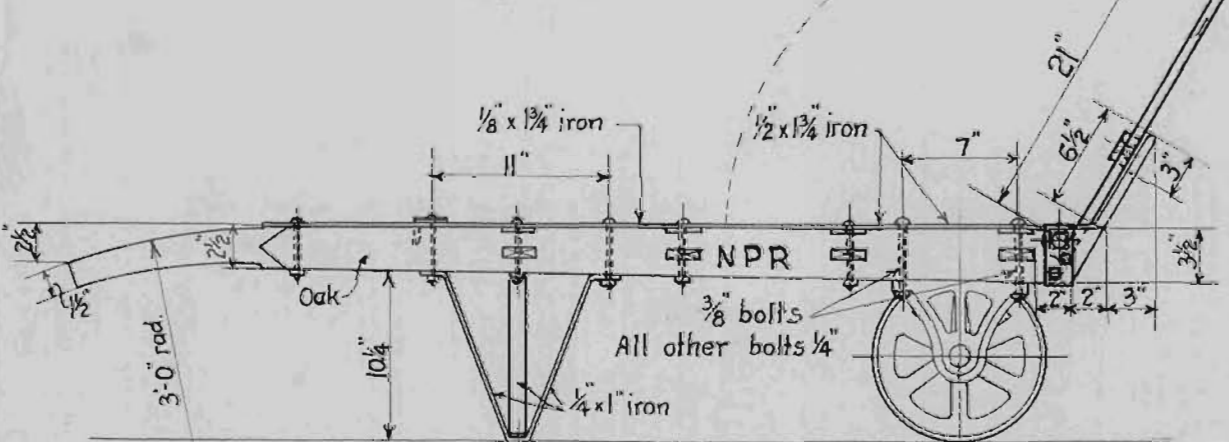 21"
6½"
3"
⅛" x 1¾" iron
½" x 1¾" iron
11"
7"
2½"
2½"
NPR
3½"
1½"
Oak
⅜" bolts
2" 2" 3"
All other bolts ¼"
3'-0" rad.
10¼"
¼" x 1" iron